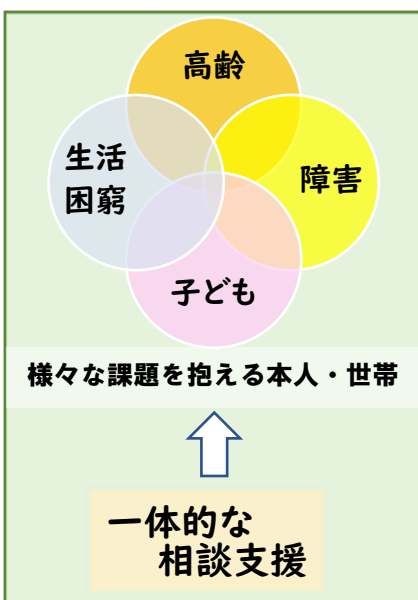 高齢
生活
困窮
障害
子ども
様々な課題を抱える本人・世帯
一体的な
相談支援